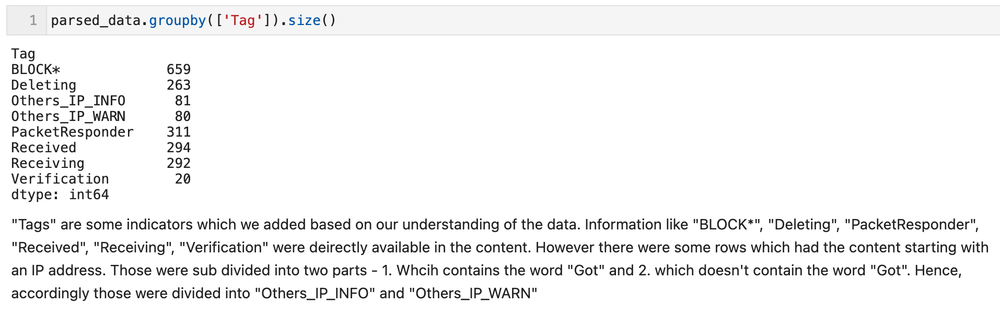 1 parsed_data.groupby(['Tag']).size()
Tag
BLOCK* 659
Deleting 263
Others_IP_INFO 81
Others_IP_WARN 80
PacketResponder 311
Received 294
Receiving 292
Verification 20
dtype: int64
"Tags" are some indicators which we added based on our understanding of the data. Information like "BLOCK*", "Deleting", "PacketResponder",
"Received", "Receiving", "Verification" were deirectly available in the content. However there were some rows which had the content starting with
an IP address. Those were sub divided into two parts - 1. Whcih contains the word "Got" and 2. which doesn't contain the word "Got". Hence,
accordingly those were divided into "Others_IP_INFO" and "Others_IP_WARN"